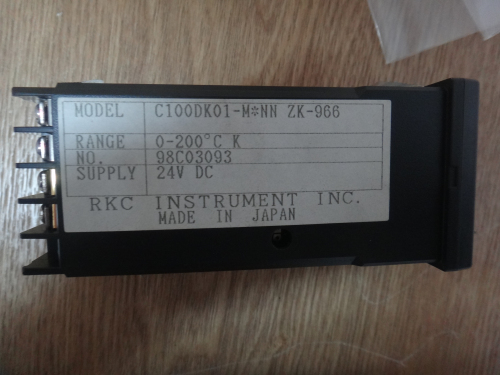 MODEL C100DK01-M*NN ZK-966
RANGE 0-200°C K
NO. 98C03093
SUPPLY 24V DC
RKC INSTRUMENT INC.
MADE IN JAPAN